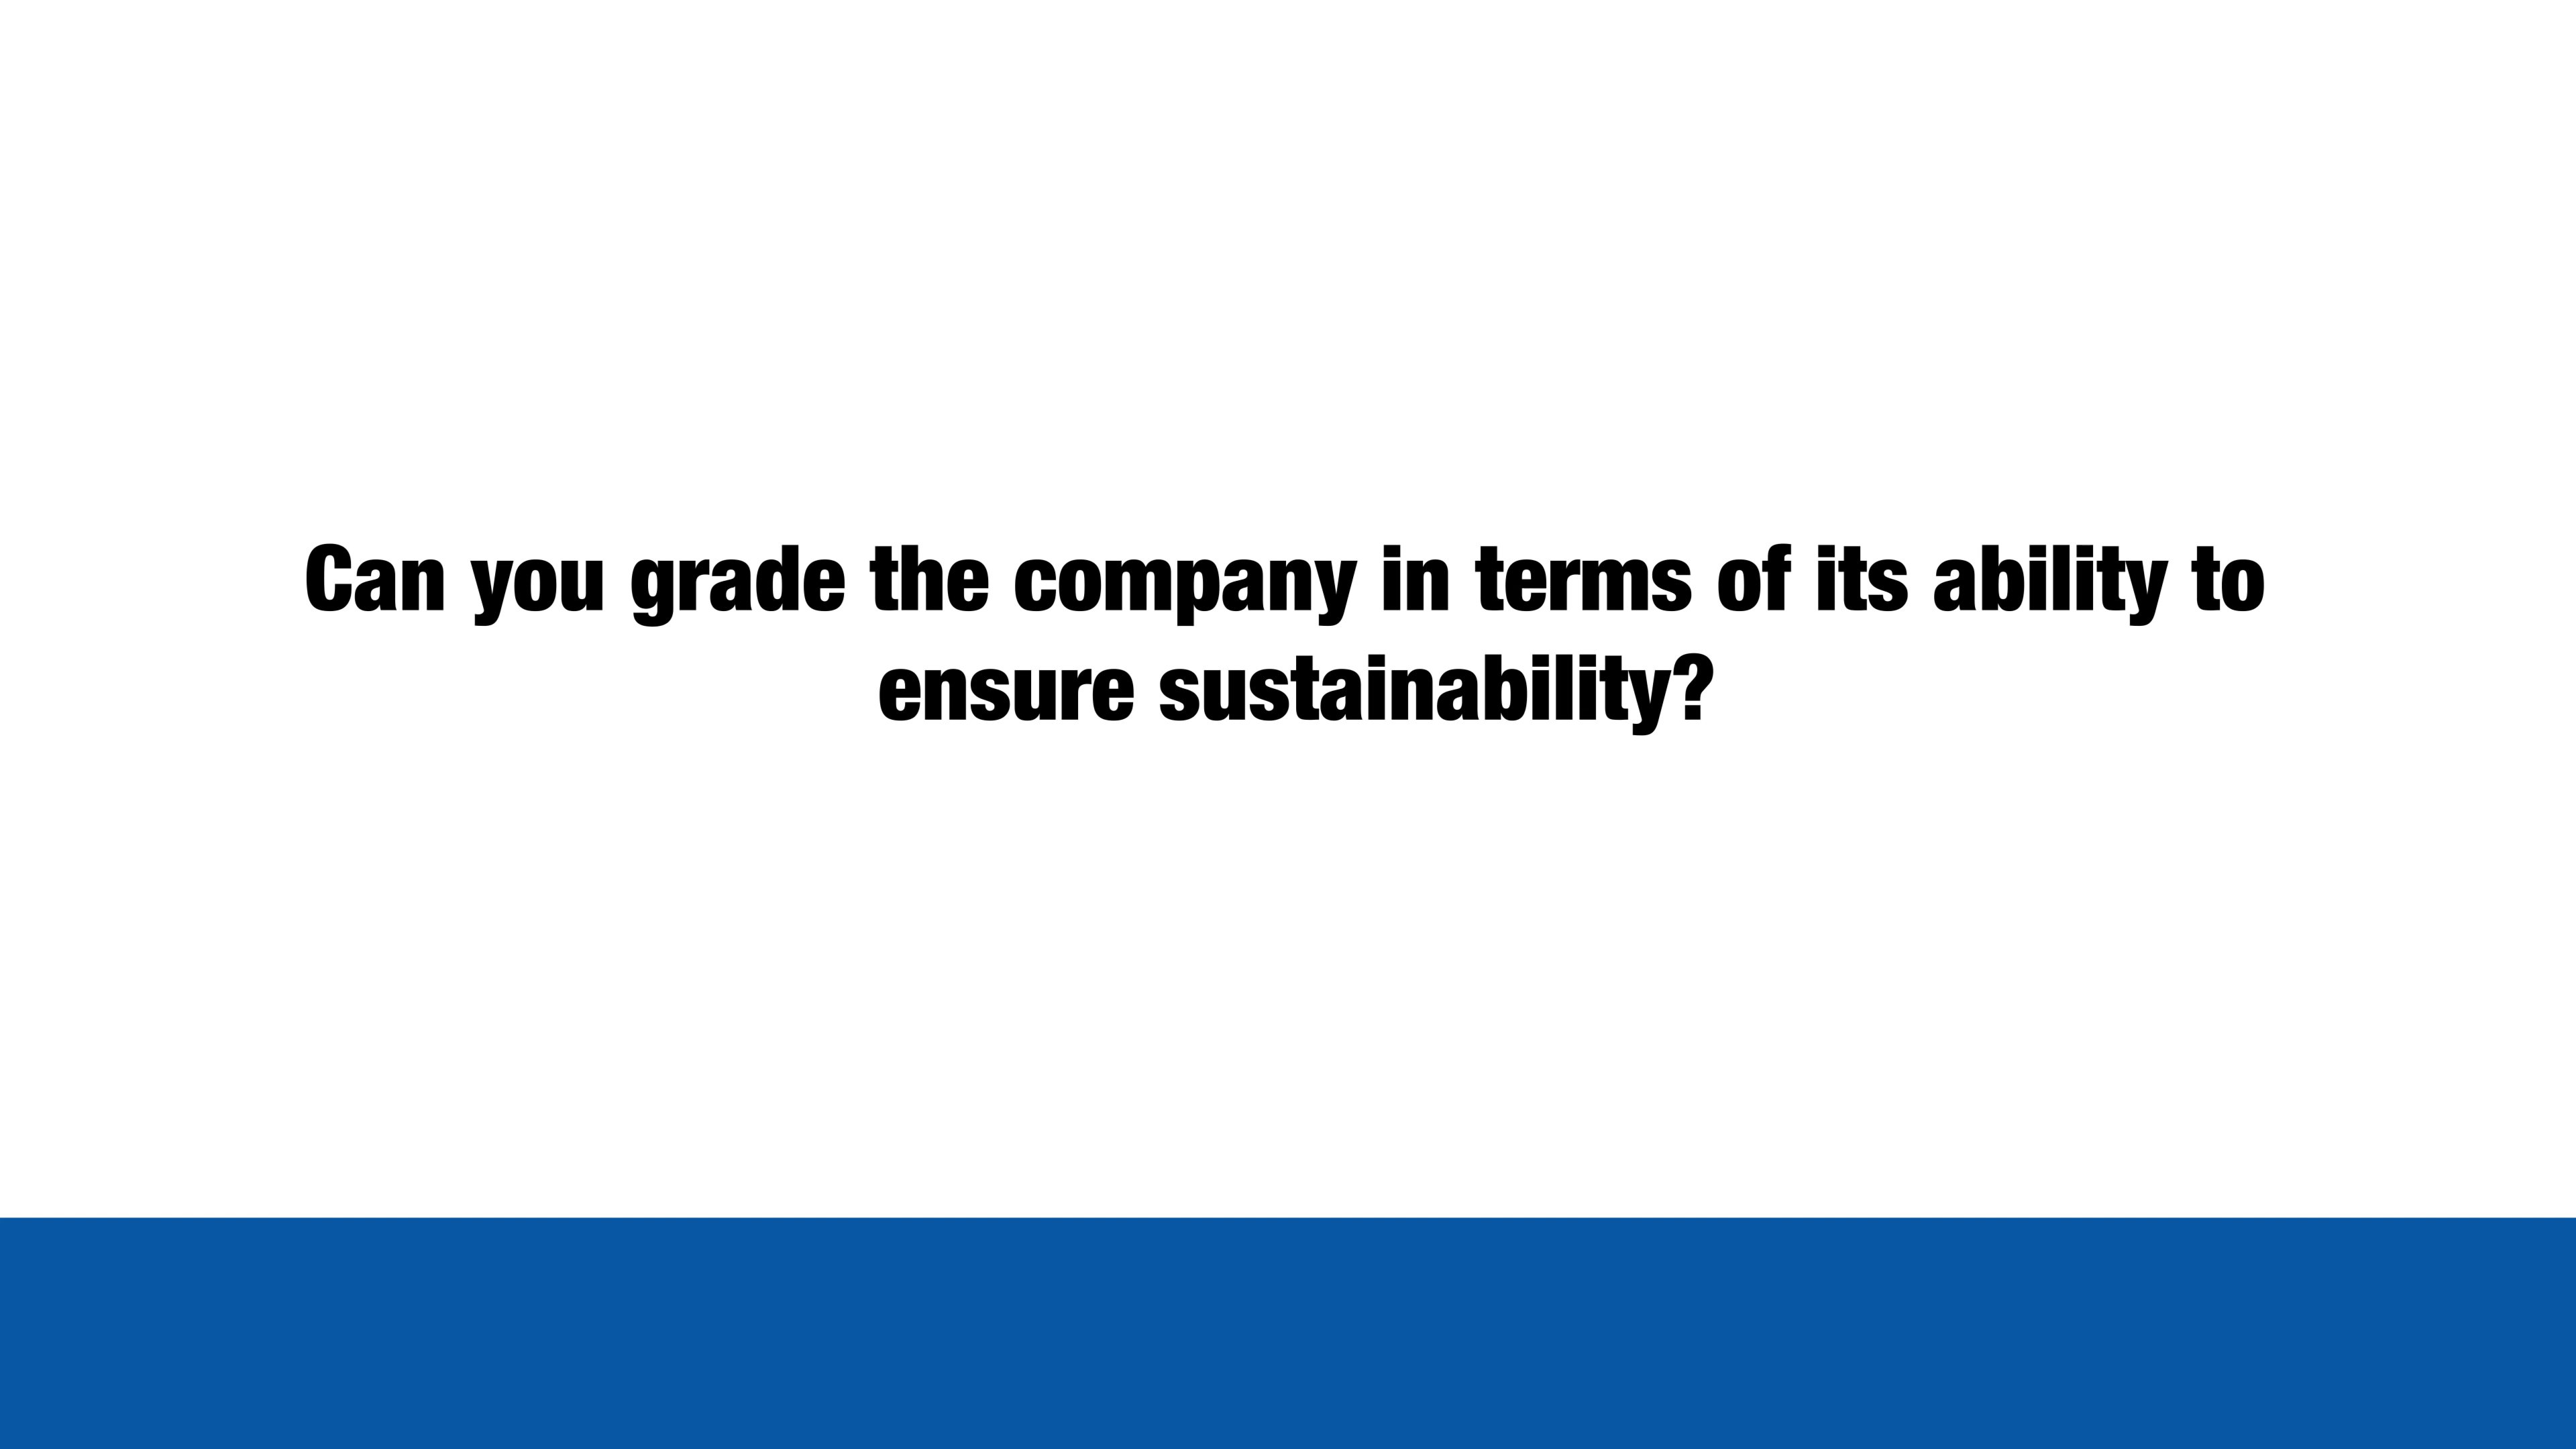 Can you grade the company in terms of its ability to
ensure sustainability?